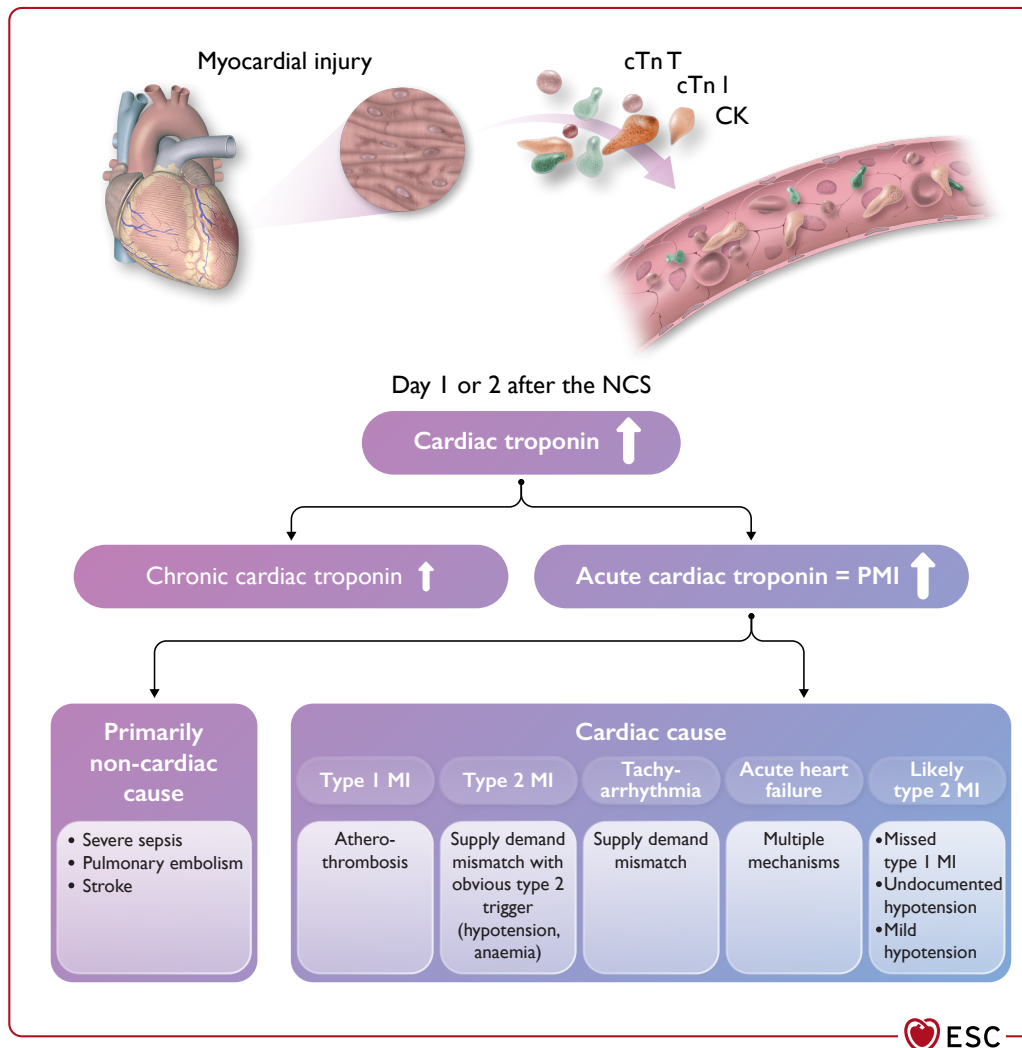 Myocardial injury
cTn T
cTn I
CK
Day 1 or 2 after the NCS
Cardiac troponin
Chronic cardiac troponin
Acute cardiac troponin = PMI
Primarily
non-cardiac
cause
• Severe sepsis
• Pulmonary embolism
• Stroke
Cardiac cause
Type 1 MI
Athero-
thrombosis
Type 2 MI
Supply demand
mismatch with
obvious type 2
trigger
(hypotension,
anaemia)
Tachy-
arrhythmia
Supply demand
mismatch
Acute heart
failure
Multiple
mechanisms
Likely
type 2 MI
•Missed
type 1 MI
•Undocumented
hypotension
•Mild
hypotension
ESC